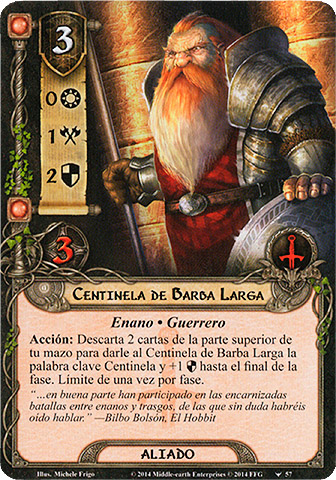 3
0
1
2
3
Centinela de Barba Larga
Enano • Guerrero
Acción: Descarta 2 cartas de la parte superior de
tu mazo para darle al Centinela de Barba Larga la
palabra clave Centinela y +1 hasta el final de la
fase. Límite de una vez por fase.
“...en buena parte han participado en las encarnizadas
batallas entre enanos y trasgos, de las que sin duda habréis
oído hablar.” —Bilbo Bolsón, El Hobbit
ALIADO
Illus. Michele Frigo
© 2014 Middle-earth Enterprises © 2014 FFG
57